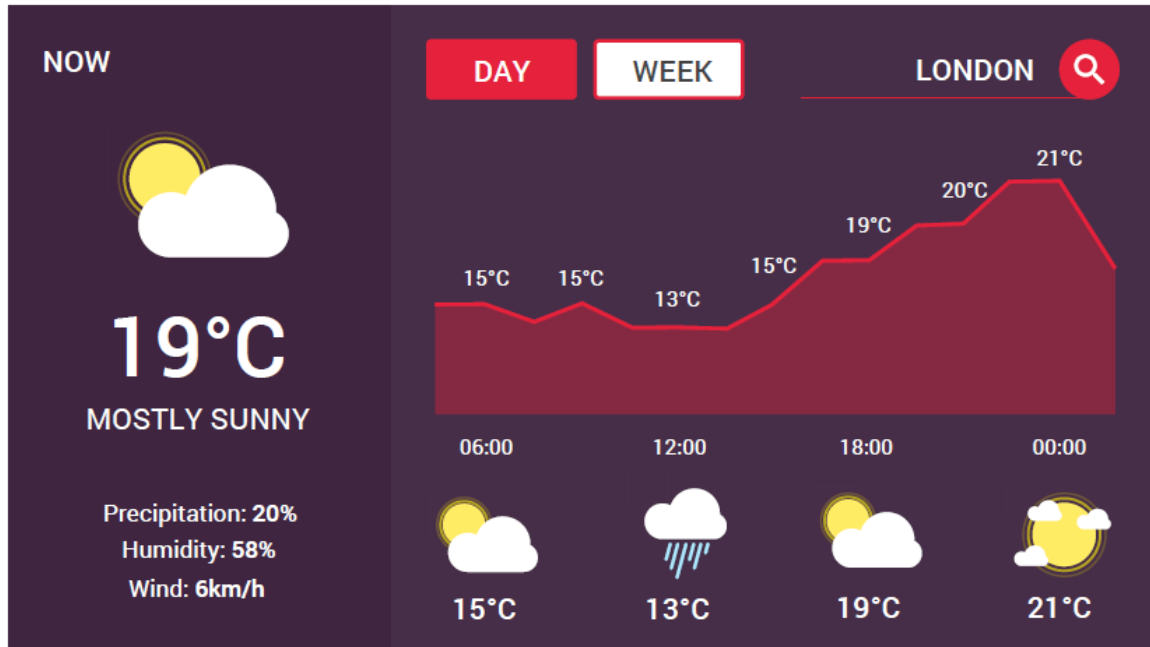 NOW
19°C
MOSTLY SUNNY
Precipitation: 20%
Humidity: 58%
Wind: 6km/h
DAY WEEK LONDON
15°C 15°C 13°C 15°C 19°C 20°C 21°C
06:00 12:00 18:00 00:00
15°C 13°C 19°C 21°C